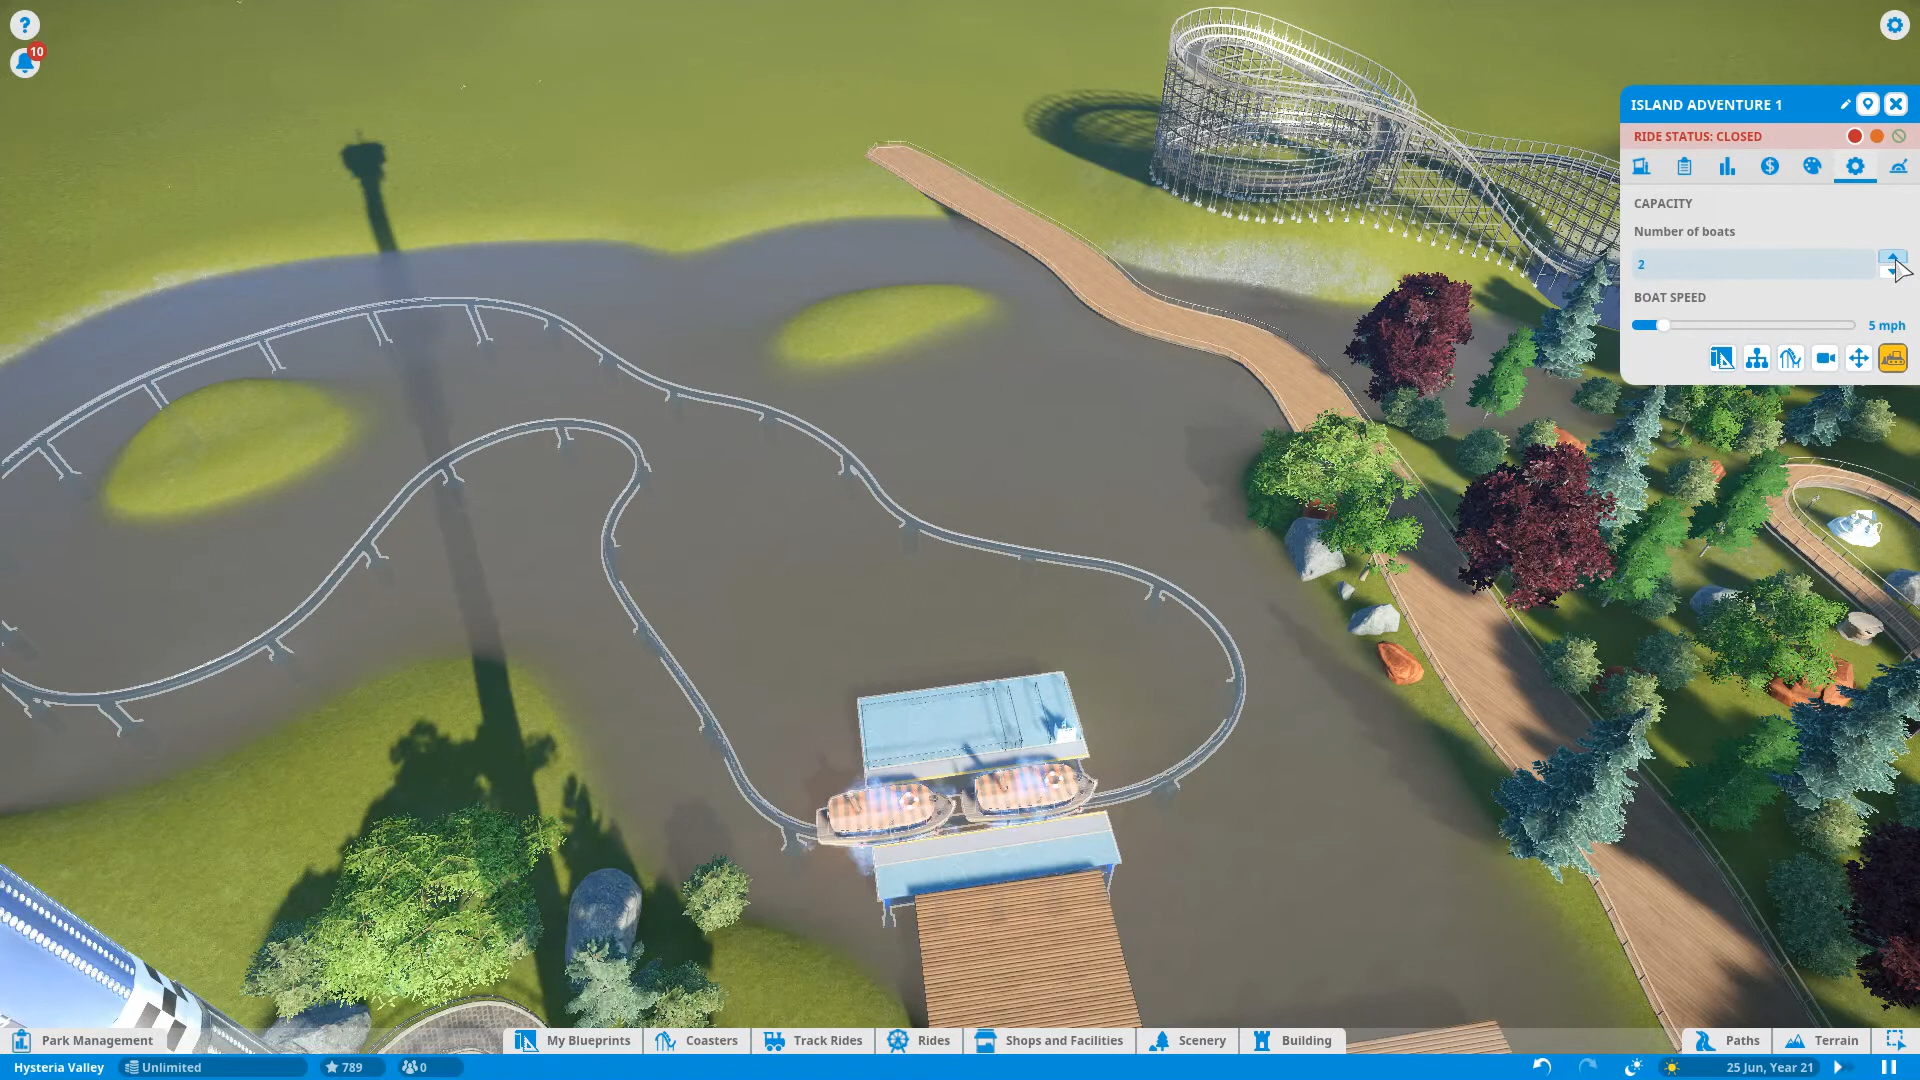 ?
10
ISLAND ADVENTURE 1
RIDE STATUS: CLOSED
CAPACITY
Number of boats
2
BOAT SPEED
5 mph
Park Management
My Blueprints
Coasters
Track Rides
Rides
Shops and Facilities
Scenery
Building
Paths
Terrain
Hysteria Valley
Unlimited
789
0
25 Jun, Year 21